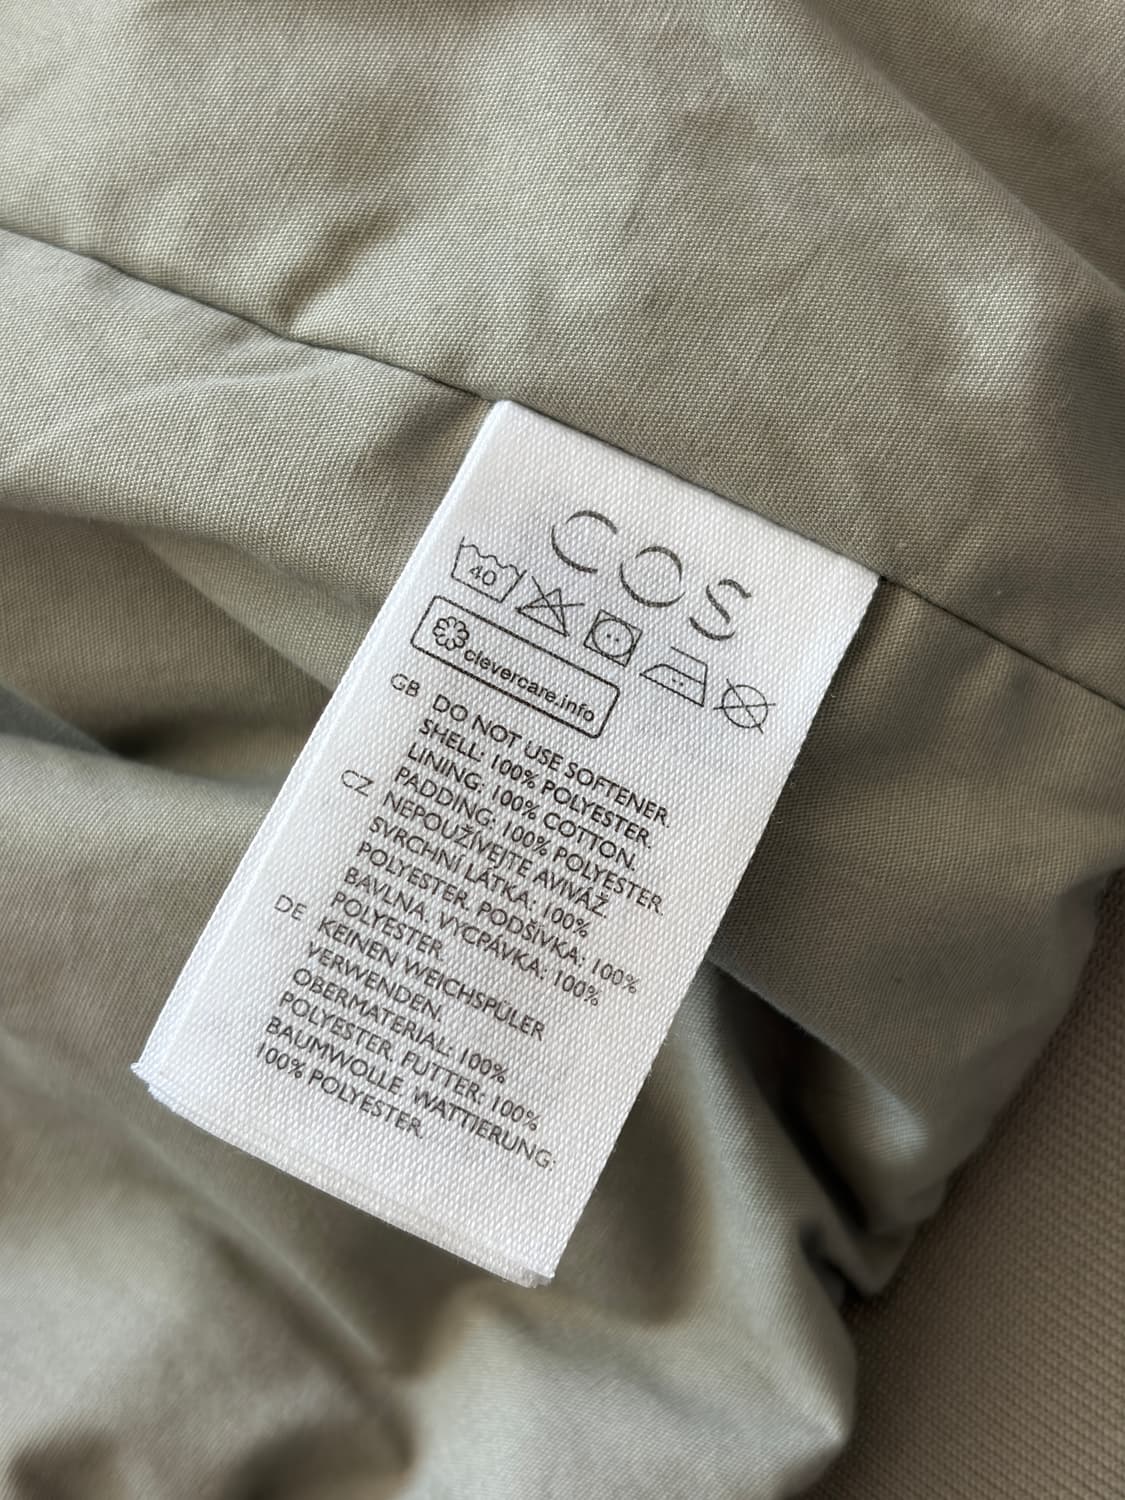 COS
40
clevercare.info
GB DO NOT USE SOFTENER.
SHELL: 100% POLYESTER.
LINING: 100% COTTON.
PADDING: 100% POLYESTER.
CZ NEPOUŽÍVEJTE AVIVÁŽ.
SVRCHNÍ LÁTKA: 100%
POLYESTER. PODŠÍVKA: 100%
BAVLNA. VYCPÁVKA: 100%
POLYESTER.
DE KEINEN WEICHSPÜLER
VERWENDEN.
OBERMATERIAL: 100%
POLYESTER. FUTTER: 100%
BAUMWOLLE. WATTIERUNG:
100% POLYESTER.